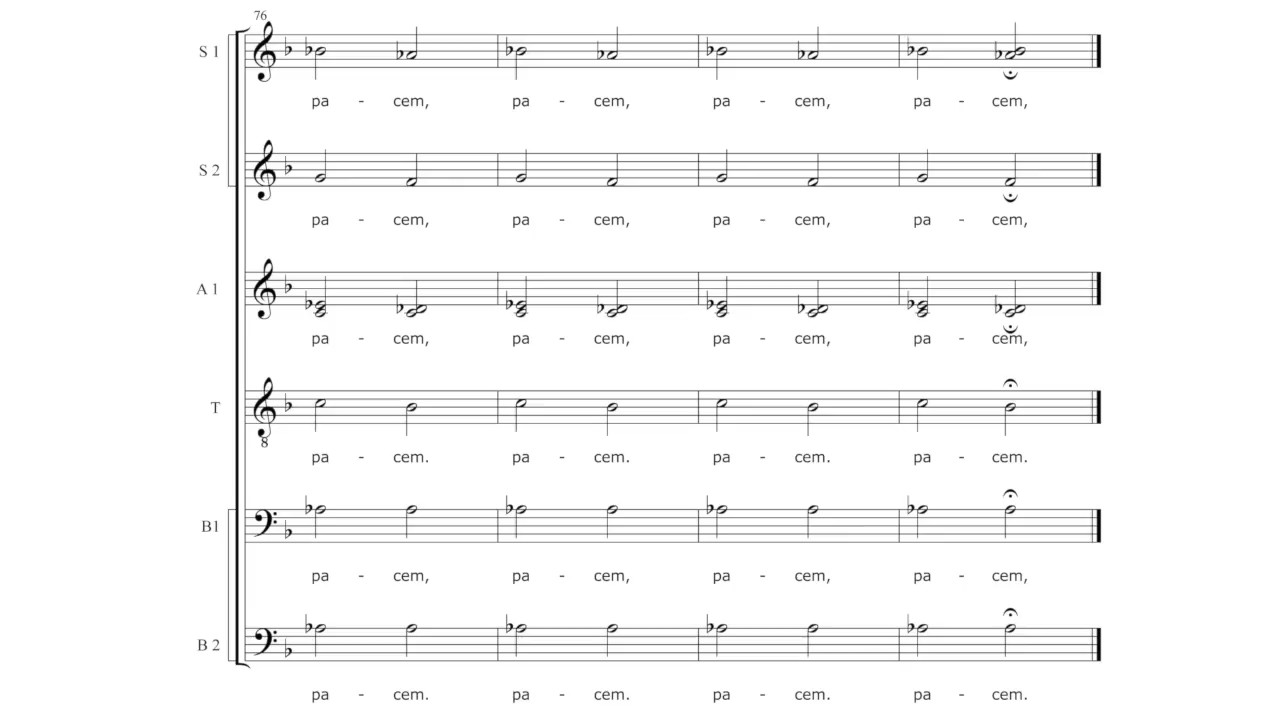 76
S 1
pa - cem, pa - cem, pa - cem, pa - cem,
S 2
pa - cem, pa - cem, pa - cem, pa - cem,
A 1
pa - cem, pa - cem, pa - cem, pa - cem,
T
8
pa - cem. pa - cem. pa - cem. pa - cem.
B1
pa - cem, pa - cem, pa - cem, pa - cem,
B 2
pa - cem. pa - cem. pa - cem. pa - cem.